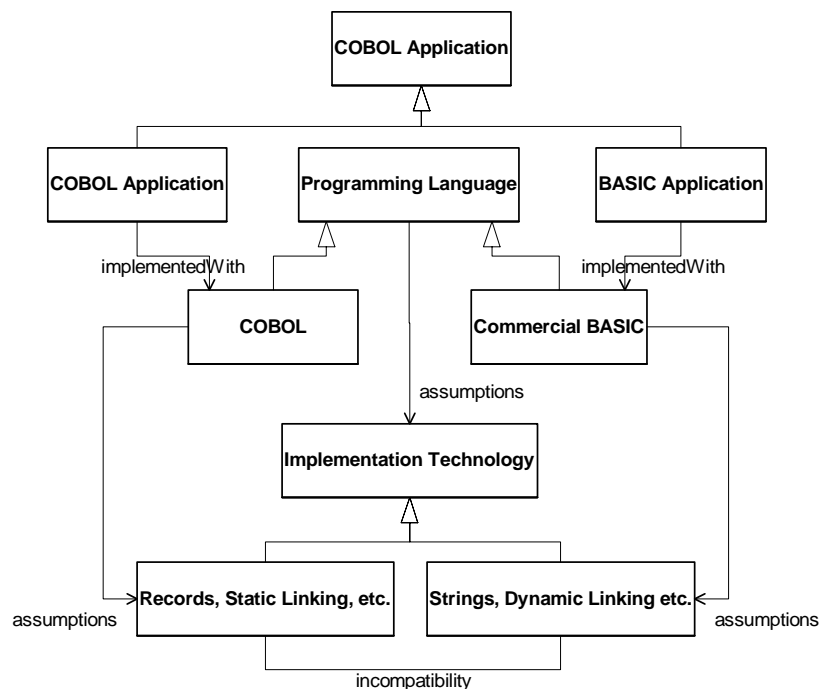 COBOL Application
COBOL Application
Programming Language
BASIC Application
implementedWith
implementedWith
COBOL
Commercial BASIC
assumptions
Implementation Technology
Records, Static Linking, etc.
Strings, Dynamic Linking etc.
assumptions
assumptions
incompatibility